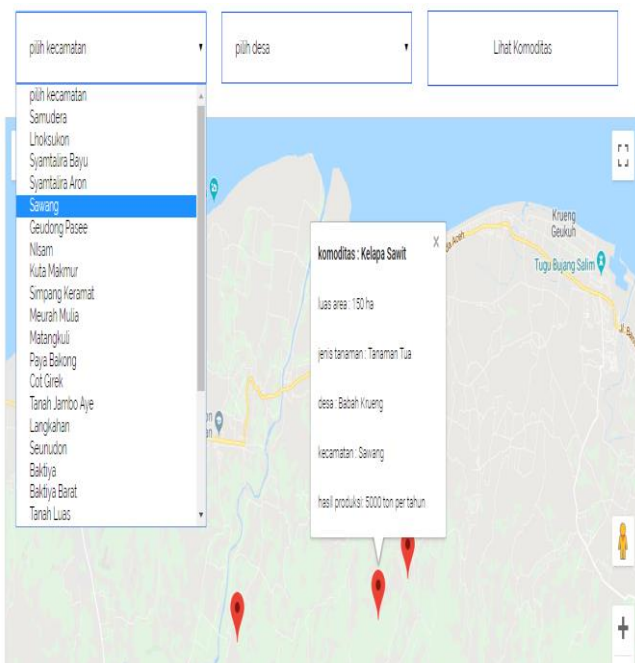 pilih kecamatan
pilih desa
Lihat Komoditas
pilih kecamatan
Samudera
Lhoksukon
Syamtalira Bayu
Syamtalira Aron
Sawang
Geudong Pasee
NIsam
Kuta Makmur
Simpang Keramat
Meurah Mulia
Matangkuli
Paya Bakong
Cot Girek
Tanah Jambo Aye
Langkahan
Seunudon
Baktiya
Baktiya Barat
Tanah Luas
komoditas : Kelapa Sawit
X
luas area : 150 ha
jenis tanaman : Tanaman Tua
desa : Babah Krueng
kecamatan : Sawang
hasil produksi: 5000 ton per tahun
Krueng
Geukuh
Tugu Bujang Salim